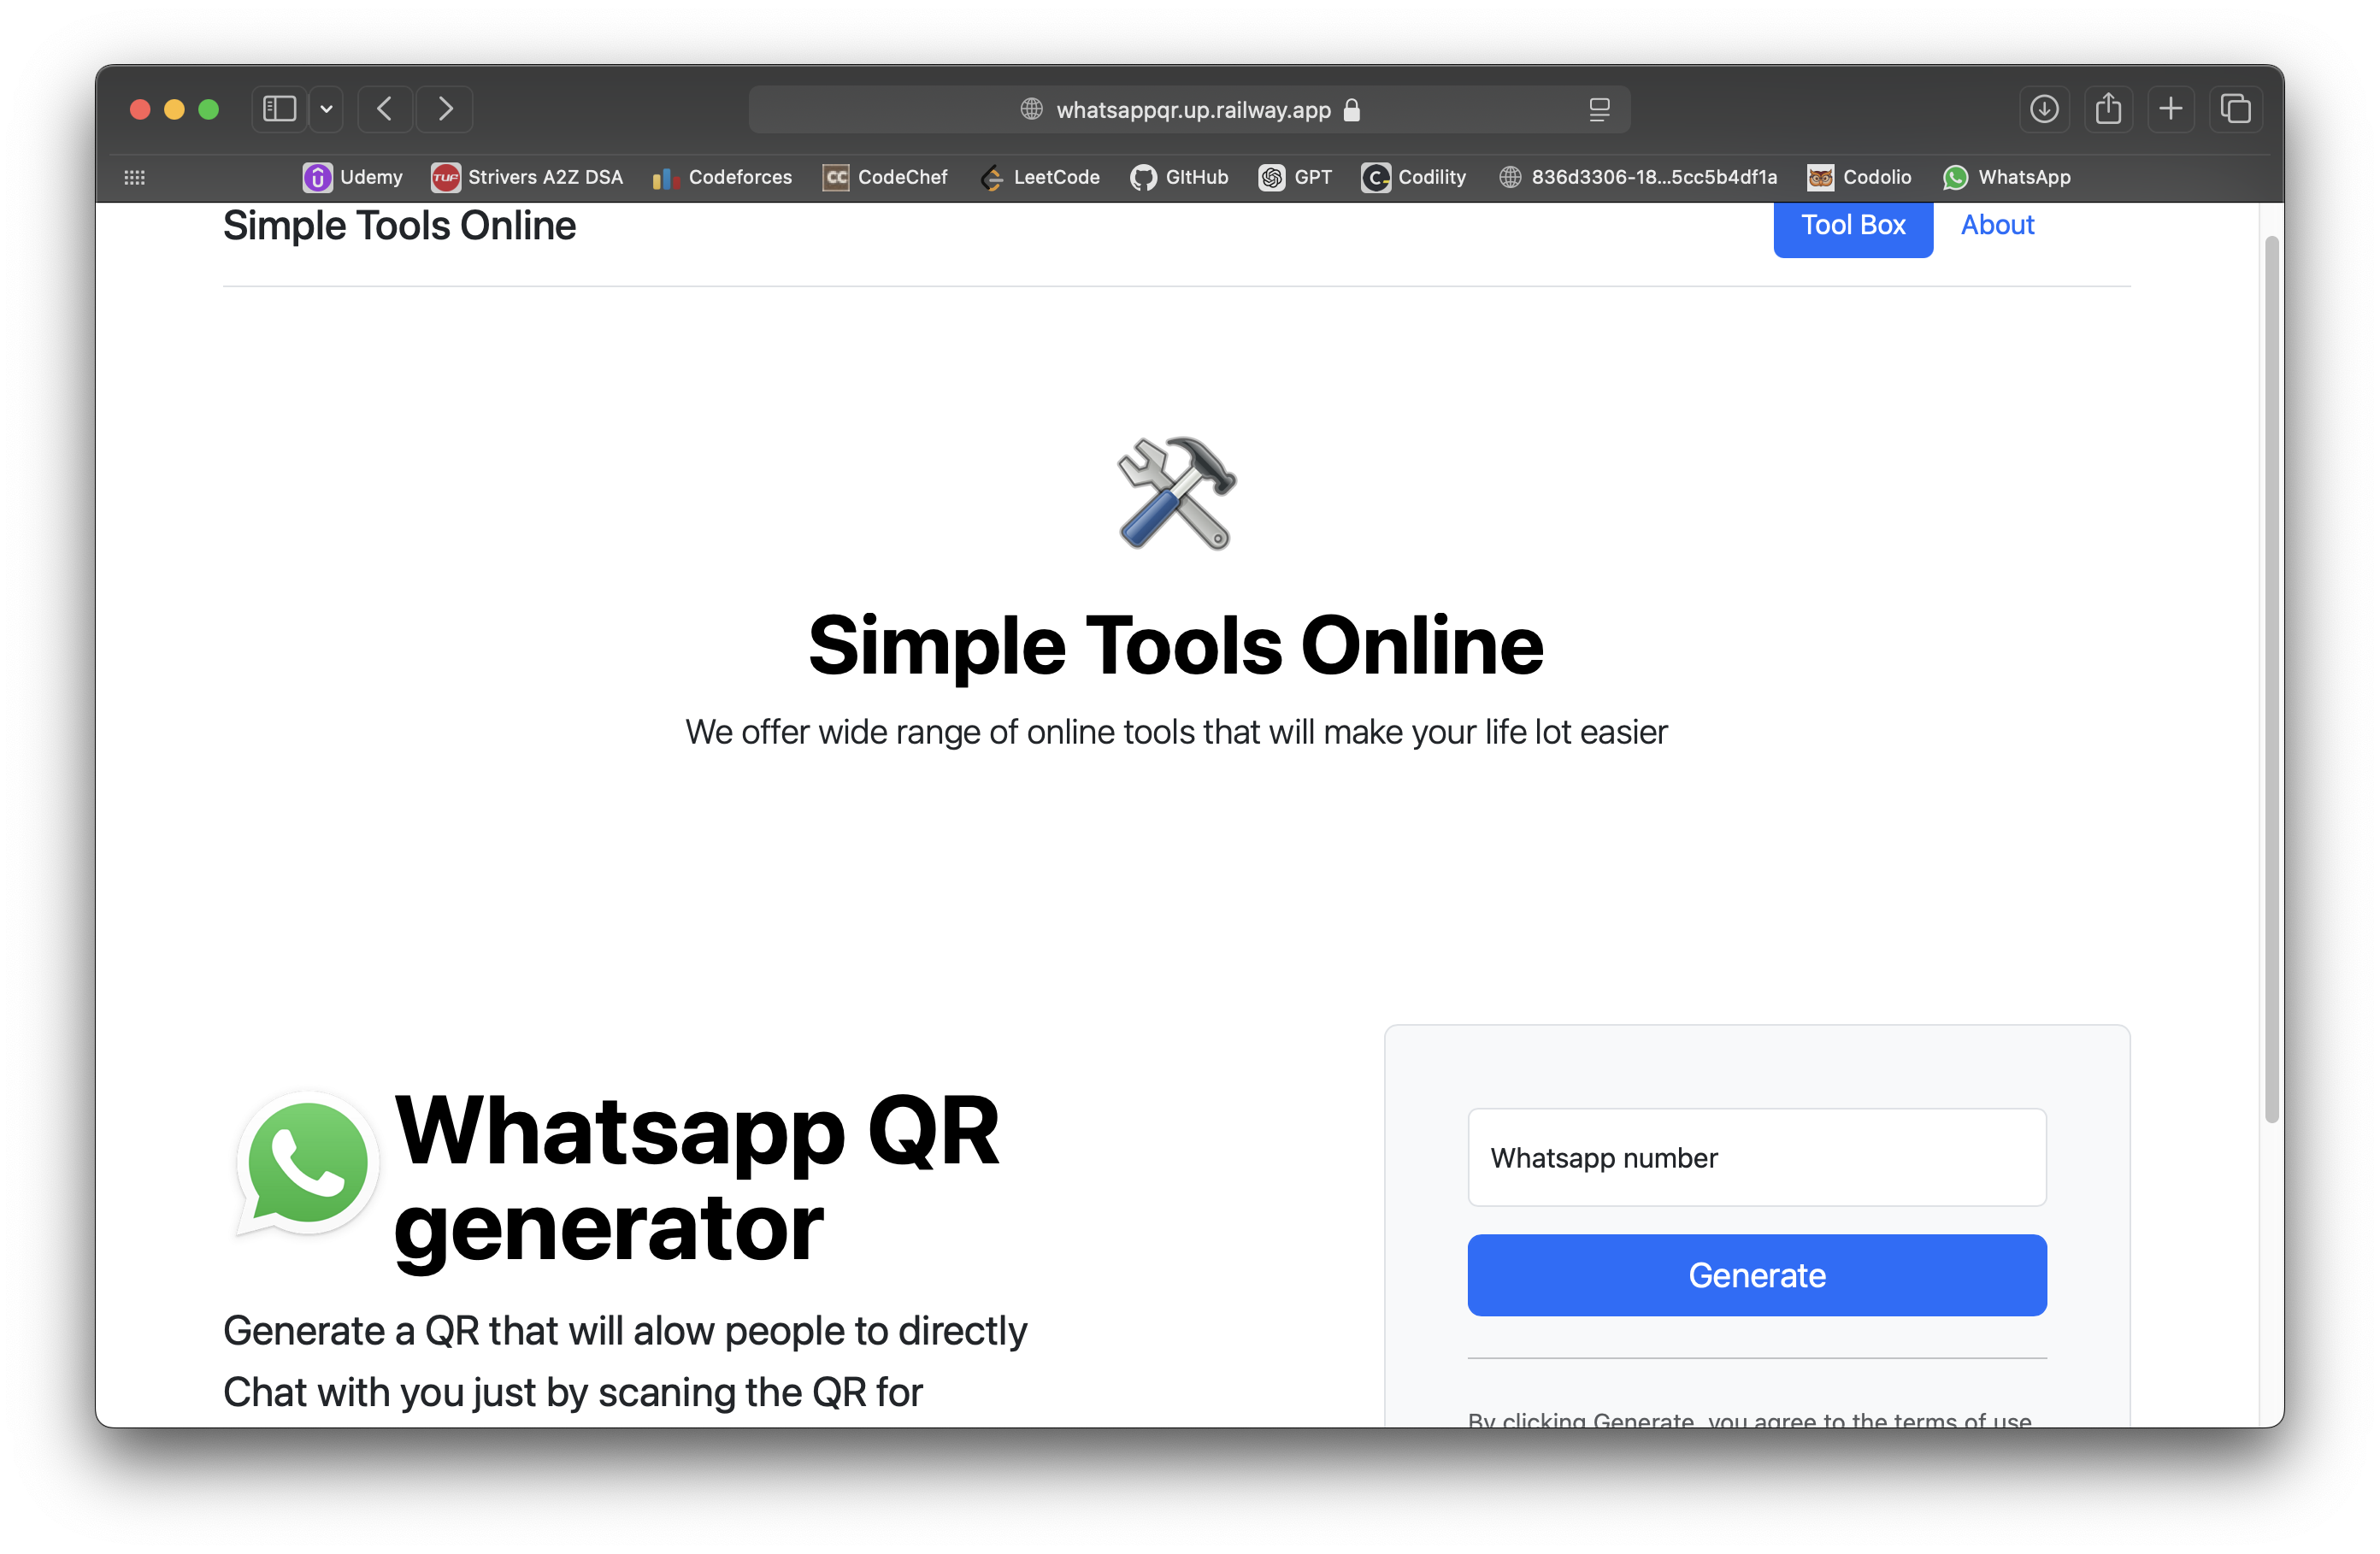 whatsappqr.up.railway.app
Udemy Strivers A2Z DSA Codeforces CodeChef LeetCode GItHub GPT Codility 836d3306-18...5cc5b4df1a Codolio WhatsApp
Simple Tools Online Tool Box About
Simple Tools Online
We offer wide range of online tools that will make your life lot easier
Whatsapp QR
generator
Generate a QR that will alow people to directly
Chat with you just by scaning the QR for
Whatsapp number
Generate
By clicking Generate, you agree to the terms of use